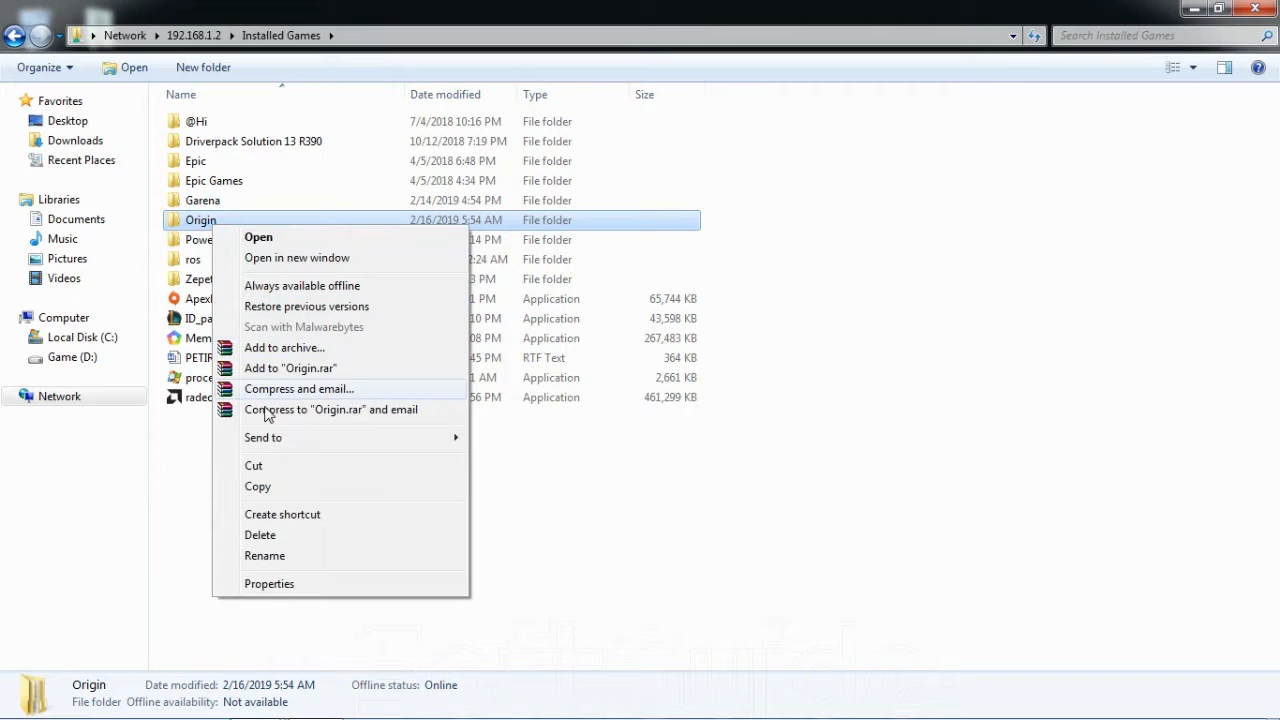 Network 192.168.1.2 Installed Games
Search Installed Games
Organize Open New folder
Name Date modified Type Size
Favorites
Desktop
Downloads
Recent Places
Libraries
Documents
Music
Pictures
Videos
Computer
Local Disk (C:)
Game (D:)
Network
@Hi 7/4/2018 10:16 PM File folder
Driverpack Solution 13 R390 10/12/2018 7:19 PM File folder
Epic 4/5/2018 6:48 PM File folder
Epic Games 4/5/2018 4:34 PM File folder
Garena 2/14/2019 4:54 PM File folder
Origin 2/16/2019 5:54 AM File folder
Powe :14 PM File folder
ros 2:24 AM File folder
Zepet 3 PM File folder
Apex 1 PM Application 65,744 KB
ID_pa 10 PM Application 43,598 KB
Mem :08 PM Application 267,483 KB
PETIR 45 PM RTF Text 364 KB
proce 1 AM Application 2,661 KB
radeo 56 PM Application 461,299 KB
Open
Open in new window
Always available offline
Restore previous versions
Scan with Malwarebytes
Add to archive...
Add to "Origin.rar"
Compress and email...
Compress to "Origin.rar" and email
Send to
Cut
Copy
Create shortcut
Delete
Rename
Properties
Origin Date modified: 2/16/2019 5:54 AM Offline status: Online
File folder Offline availability: Not available